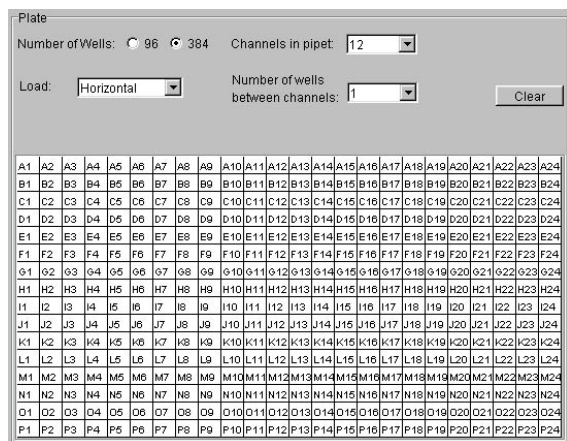 Plate
Number of Wells: 96 384 Channels in pipet: 12
Load: Horizontal Number of wells between channels: 1 Clear
A1 A2 A3 A4 A5 A6 A7 A8 A9 A10 A11 A12 A13 A14 A15 A16 A17 A18 A19 A20 A21 A22 A23 A24
B1 B2 B3 B4 B5 B6 B7 B8 B9 B10 B11 B12 B13 B14 B15 B16 B17 B18 B19 B20 B21 B22 B23 B24
C1 C2 C3 C4 C5 C6 C7 C8 C9 C10 C11 C12 C13 C14 C15 C16 C17 C18 C19 C20 C21 C22 C23 C24
D1 D2 D3 D4 D5 D6 D7 D8 D9 D10 D11 D12 D13 D14 D15 D16 D17 D18 D19 D20 D21 D22 D23 D24
E1 E2 E3 E4 E5 E6 E7 E8 E9 E10 E11 E12 E13 E14 E15 E16 E17 E18 E19 E20 E21 E22 E23 E24
F1 F2 F3 F4 F5 F6 F7 F8 F9 F10 F11 F12 F13 F14 F15 F16 F17 F18 F19 F20 F21 F22 F23 F24
G1 G2 G3 G4 G5 G6 G7 G8 G9 G10 G11 G12 G13 G14 G15 G16 G17 G18 G19 G20 G21 G22 G23 G24
H1 H2 H3 H4 H5 H6 H7 H8 H9 H10 H11 H12 H13 H14 H15 H16 H17 H18 H19 H20 H21 H22 H23 H24
I1 I2 I3 I4 I5 I6 I7 I8 I9 I10 I11 I12 I13 I14 I15 I16 I17 I18 I19 I20 I21 I22 I23 I24
J1 J2 J3 J4 J5 J6 J7 J8 J9 J10 J11 J12 J13 J14 J15 J16 J17 J18 J19 J20 J21 J22 J23 J24
K1 K2 K3 K4 K5 K6 K7 K8 K9 K10 K11 K12 K13 K14 K15 K16 K17 K18 K19 K20 K21 K22 K23 K24
L1 L2 L3 L4 L5 L6 L7 L8 L9 L10 L11 L12 L13 L14 L15 L16 L17 L18 L19 L20 L21 L22 L23 L24
M1 M2 M3 M4 M5 M6 M7 M8 M9 M10 M11 M12 M13 M14 M15 M16 M17 M18 M19 M20 M21 M22 M23 M24
N1 N2 N3 N4 N5 N6 N7 N8 N9 N10 N11 N12 N13 N14 N15 N16 N17 N18 N19 N20 N21 N22 N23 N24
O1 O2 O3 O4 O5 O6 O7 O8 O9 O10 O11 O12 O13 O14 O15 O16 O17 O18 O19 O20 O21 O22 O23 O24
P1 P2 P3 P4 P5 P6 P7 P8 P9 P10 P11 P12 P13 P14 P15 P16 P17 P18 P19 P20 P21 P22 P23 P24